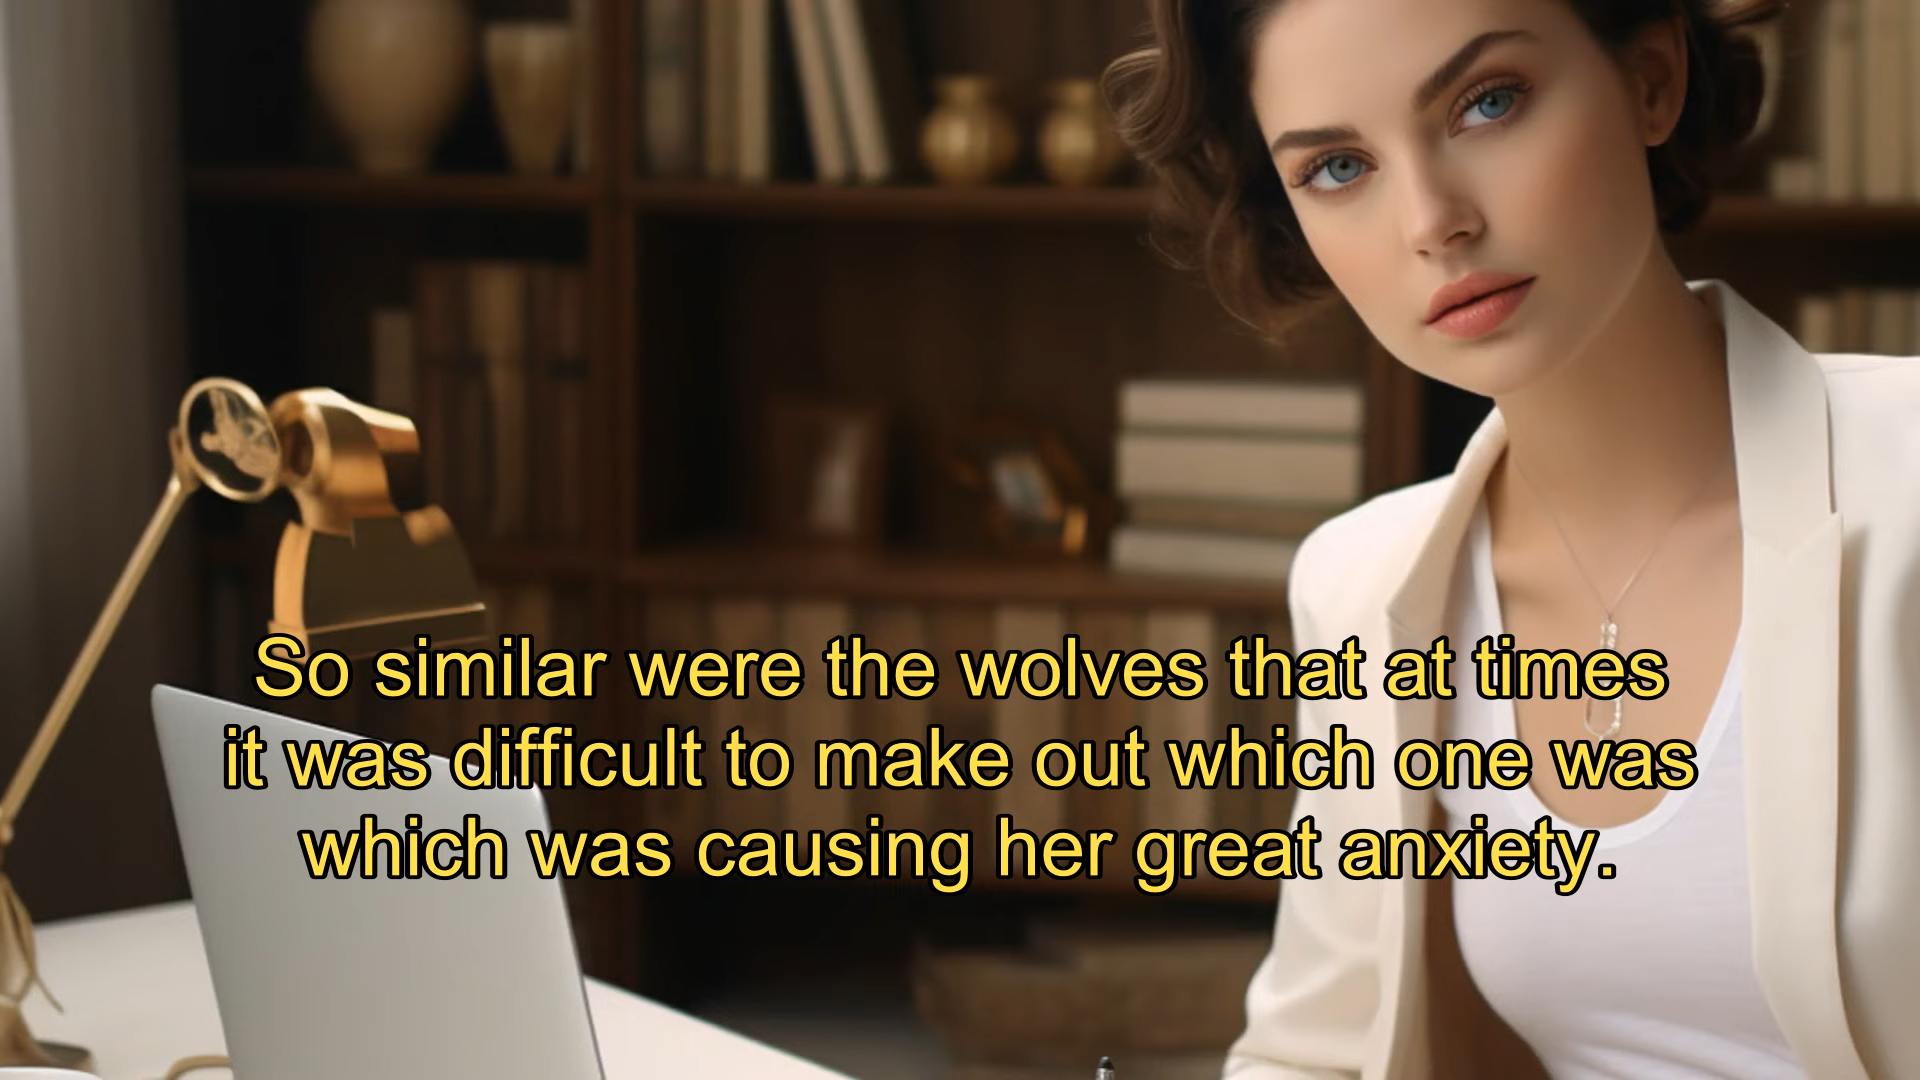 So similar were the wolves that at times
it was difficult to make out which one was
which was causing her great anxiety.